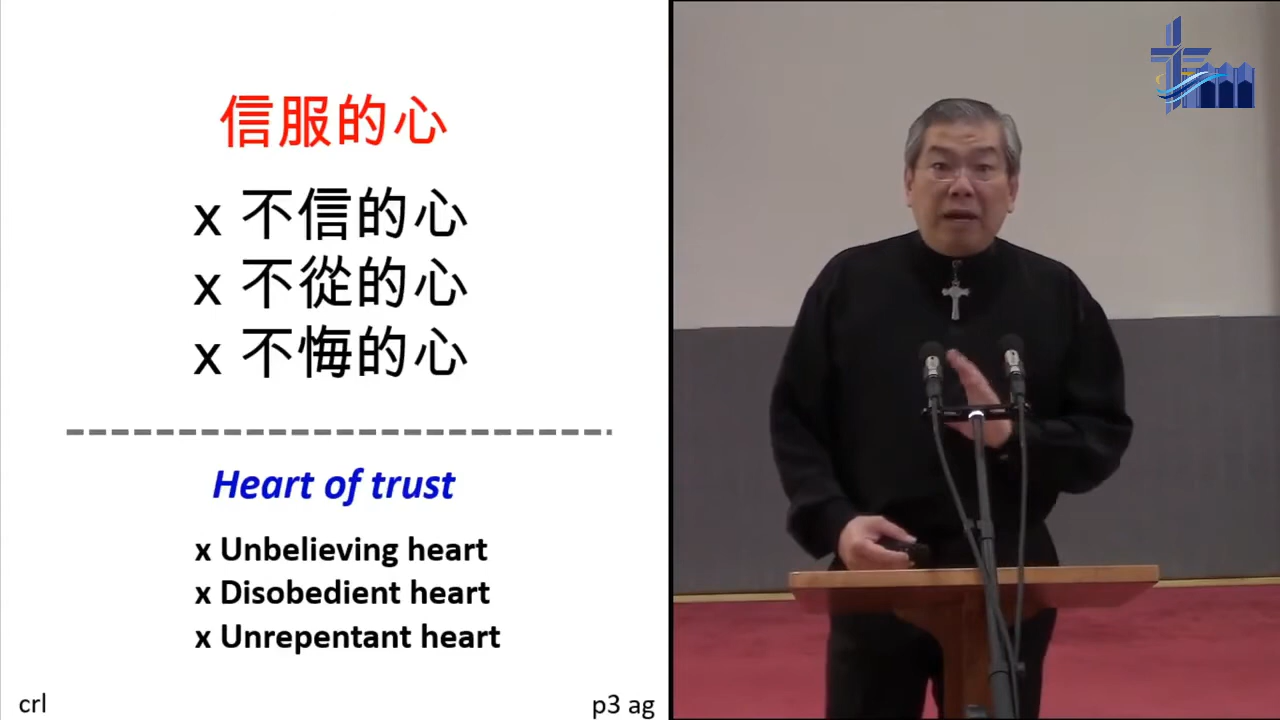 信服的心
x 不信的心
x 不從的心
x 不悔的心
Heart of trust
x Unbelieving heart
x Disobedient heart
x Unrepentant heart
crl
p3 ag